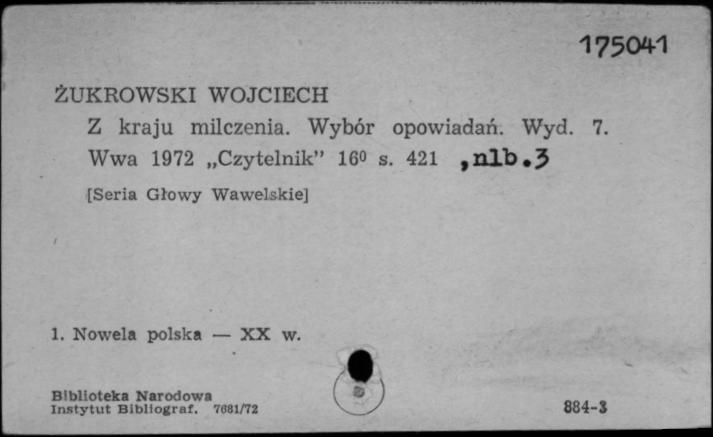 175041
ŻUKROWSKI WOJCIECH
Z kraju milczenia. Wybór opowiadań. Wyd. 7.
Wwa 1972 „Czytelnik” 16⁰ s. 421 ,nlb.3
[Seria Głowy Wawelskie]
1. Nowela polska — XX w.
Biblioteka Narodowa
Instytut Bibliograf. 7681/72
884-3